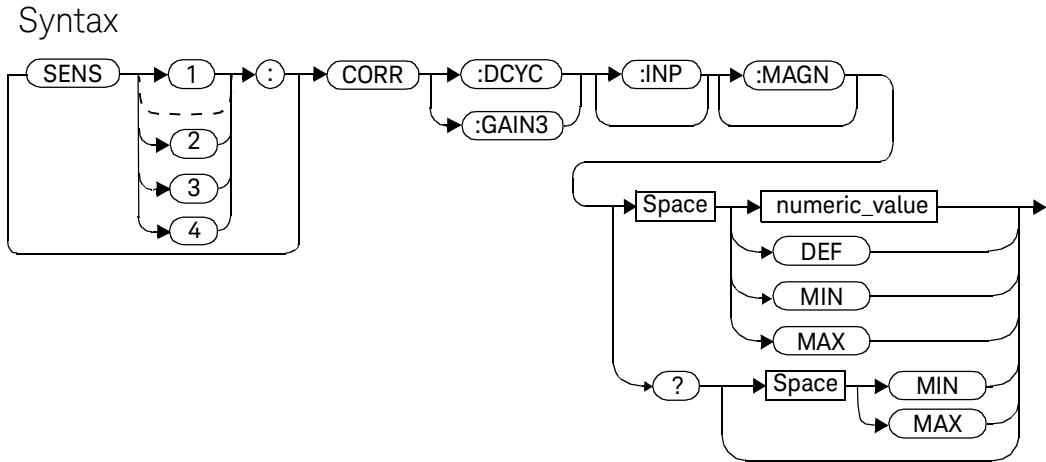 Syntax
SENS 1 : CORR :DCYC :INP :MAGN
:GAIN3
2
3
4
Space numeric_value
DEF
MIN
MAX
? Space MIN
MAX